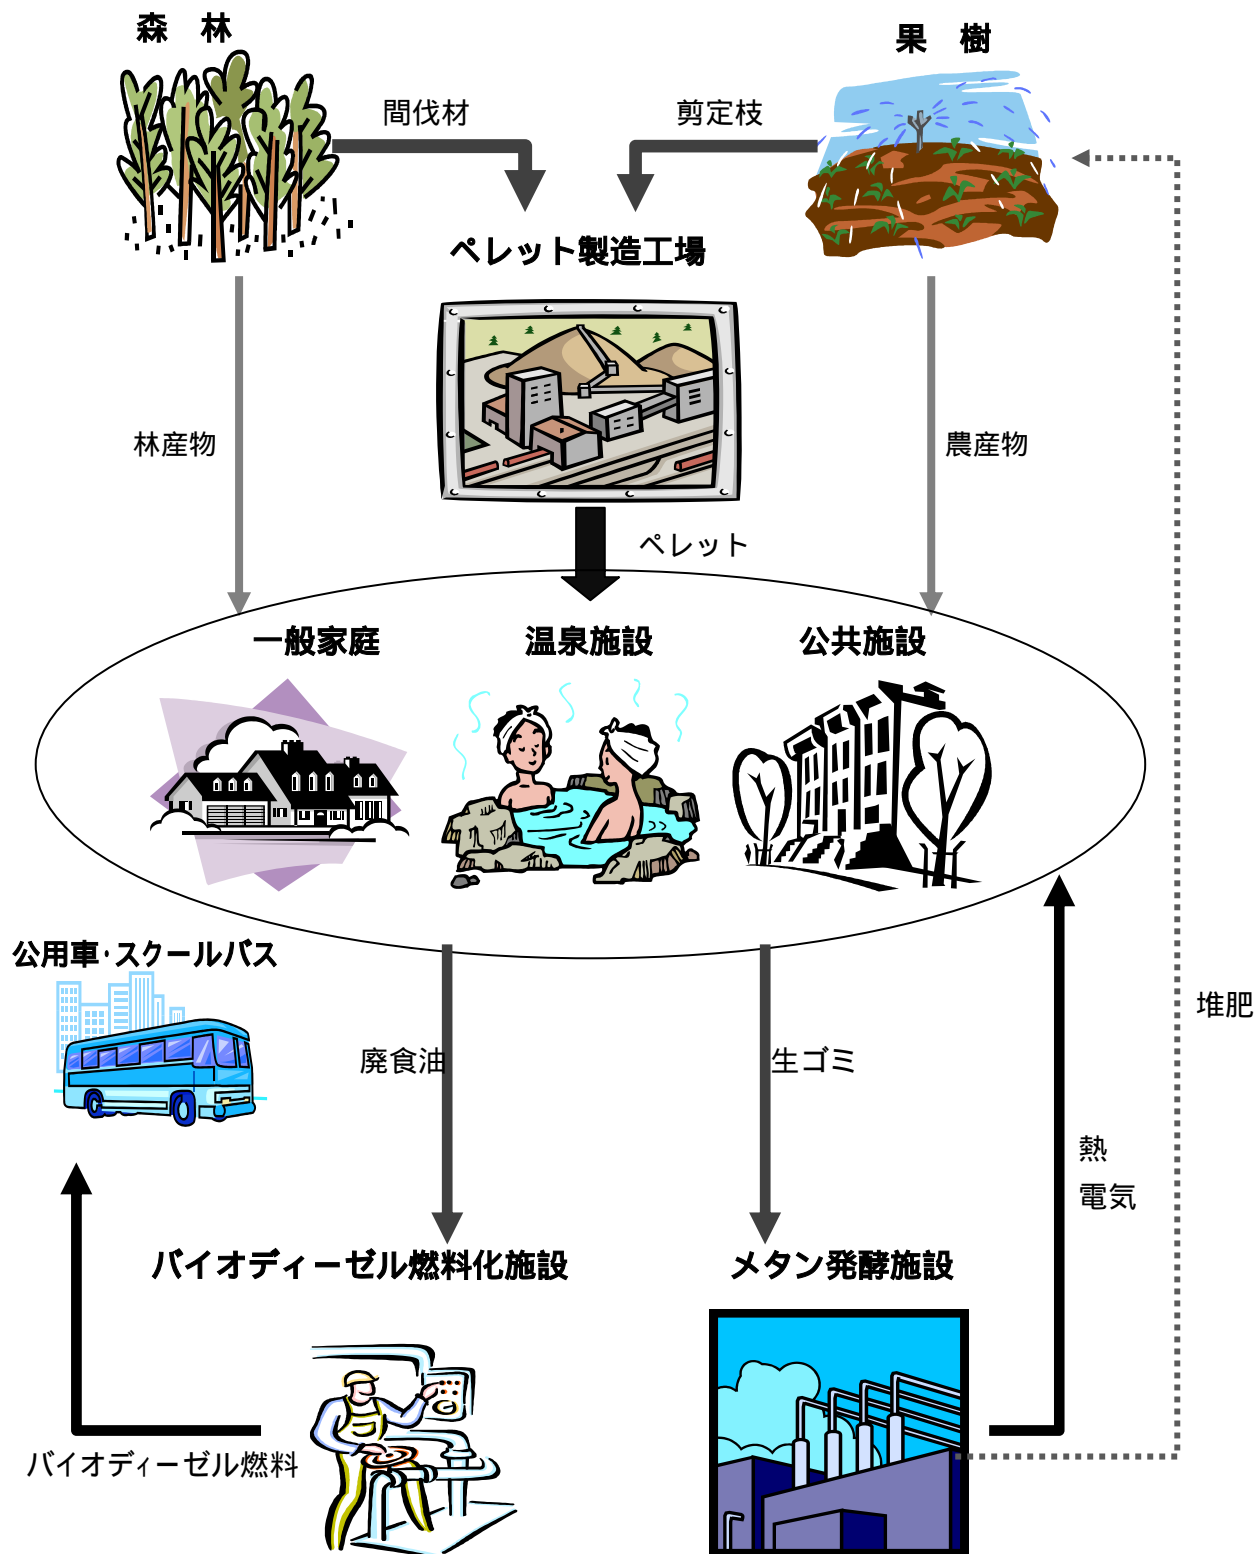 森　林
果　樹
間伐材
剪定枝
ペレット製造工場
林産物
農産物
ペレット
一般家庭
温泉施設
公共施設
公用車・スクールバス
堆肥
廃食油
生ゴミ
熱
電気
バイオディーゼル燃料化施設
メタン発酵施設
バイオディーゼル燃料